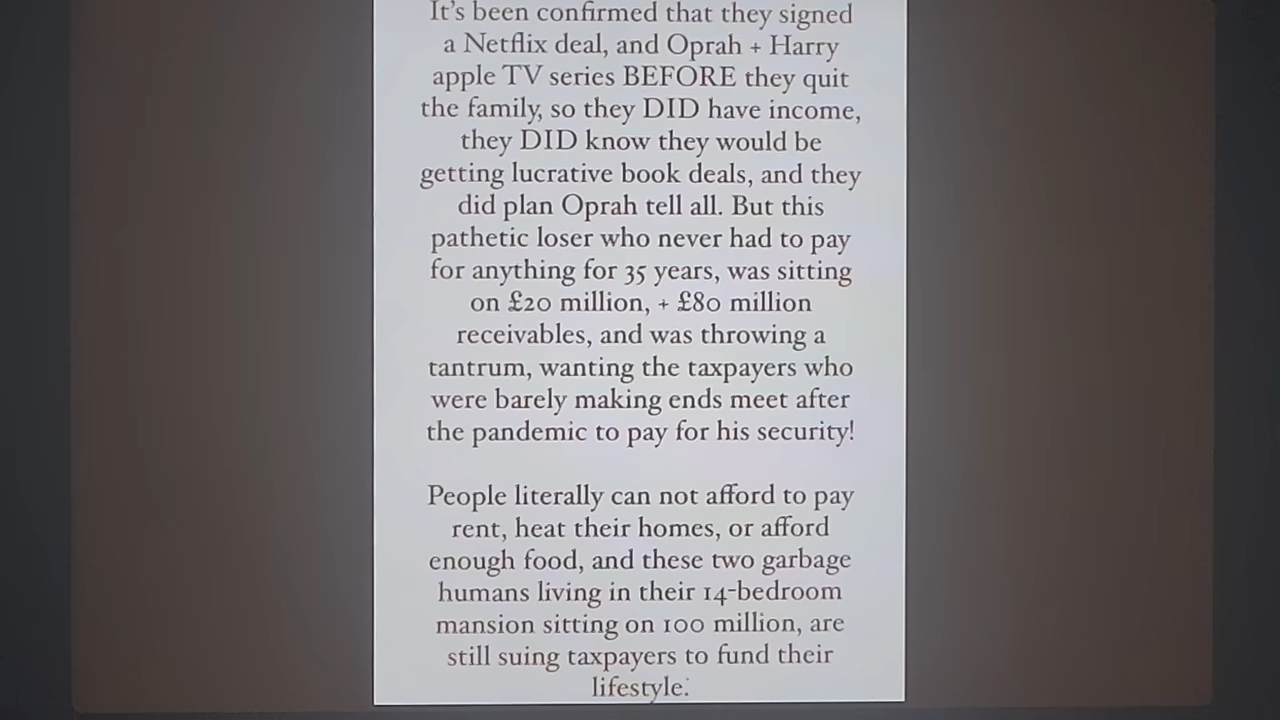 It's been confirmed that they signed
a Netflix deal, and Oprah + Harry
apple TV series BEFORE they quit
the family, so they DID have income,
they DID know they would be
getting lucrative book deals, and they
did plan Oprah tell all. But this
pathetic loser who never had to pay
for anything for 35 years, was sitting
on £20 million, + £80 million
receivables, and was throwing a
tantrum, wanting the taxpayers who
were barely making ends meet after
the pandemic to pay for his security!
People literally can not afford to pay
rent, heat their homes, or afford
enough food, and these two garbage
humans living in their 14-bedroom
mansion sitting on 100 million, are
still suing taxpayers to fund their
lifestyle.